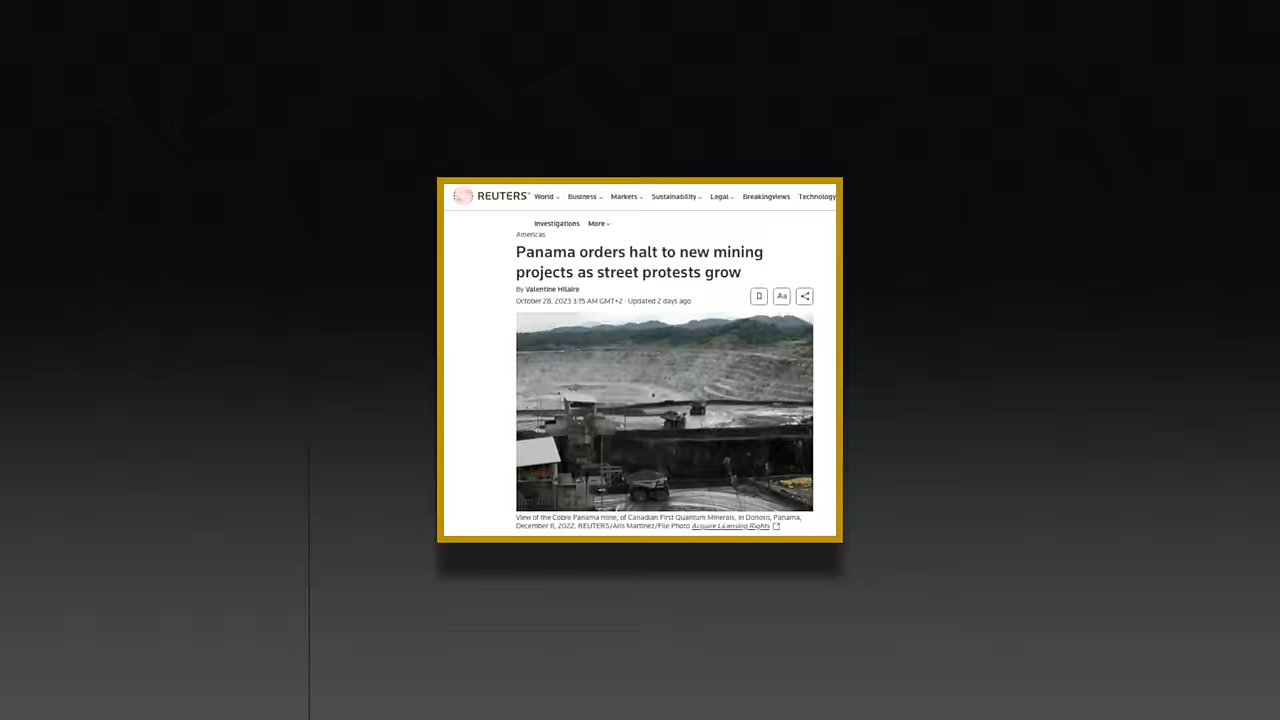 REUTERS World Business Markets Sustainability Legal Breakingviews Technology
Investigations More
Americas
Panama orders halt to new mining
projects as street protests grow
By Valentine Hilaire
October 28, 2023 3:15 AM GMT+2 · Updated 2 days ago
Aa
View of the Cobre Panama mine, of Canadian First Quantum Minerals, in Donoso, Panama,
December 6, 2022. REUTERS/Aris Martinez/File Photo Acquire Licensing Rights